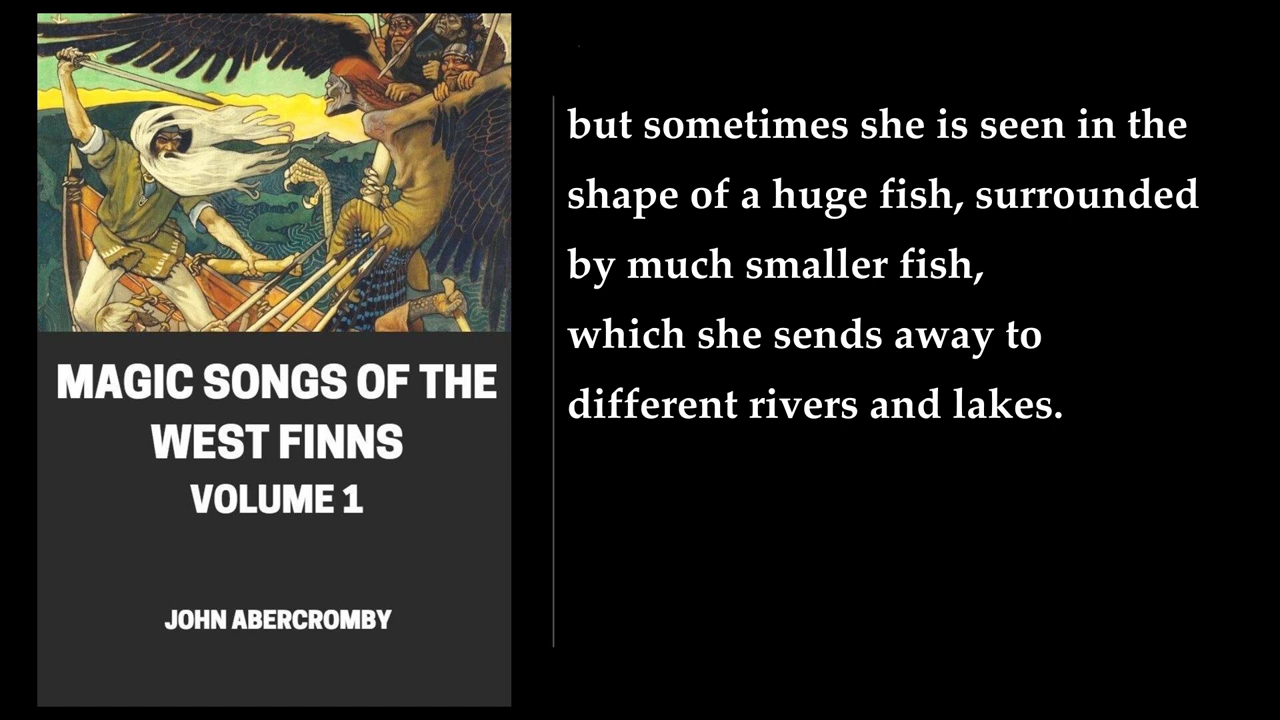 MAGIC SONGS OF THE
WEST FINNS
VOLUME 1
JOHN ABERCROMBY
but sometimes she is seen in the
shape of a huge fish, surrounded
by much smaller fish,
which she sends away to
different rivers and lakes.